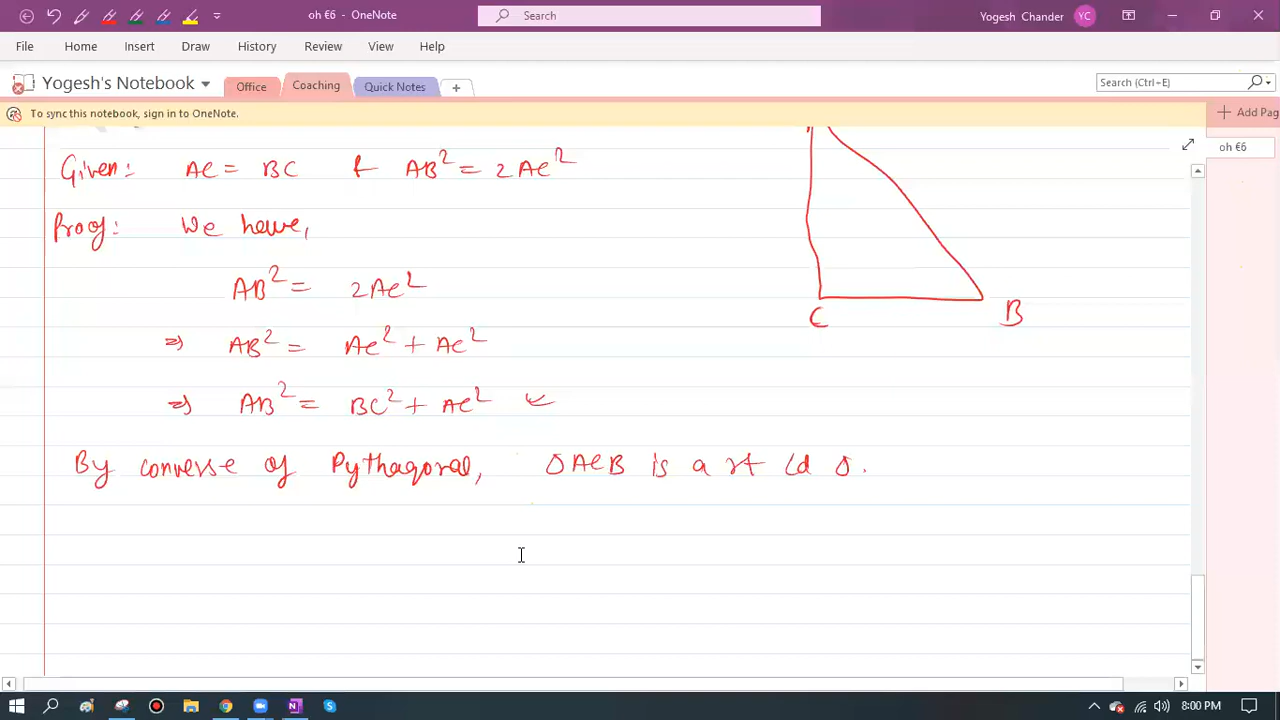 oh €6 - OneNote
Search
Yogesh Chander
YC
File Home Insert Draw History Review View Help
Yogesh's Notebook
Office
Coaching
Quick Notes
Search (Ctrl+E)
To sync this notebook, sign in to OneNote.
Add Pag
oh €6
Given: AC = BC & AB² = 2AC²
Proof: We have,
AB² = 2AC²
⇒ AB² = AC² + AC²
⇒ AB² = BC² + AC²
C B
By converse of Pythagoral, ΔACB is a rt ∠d Δ.
8:00 PM